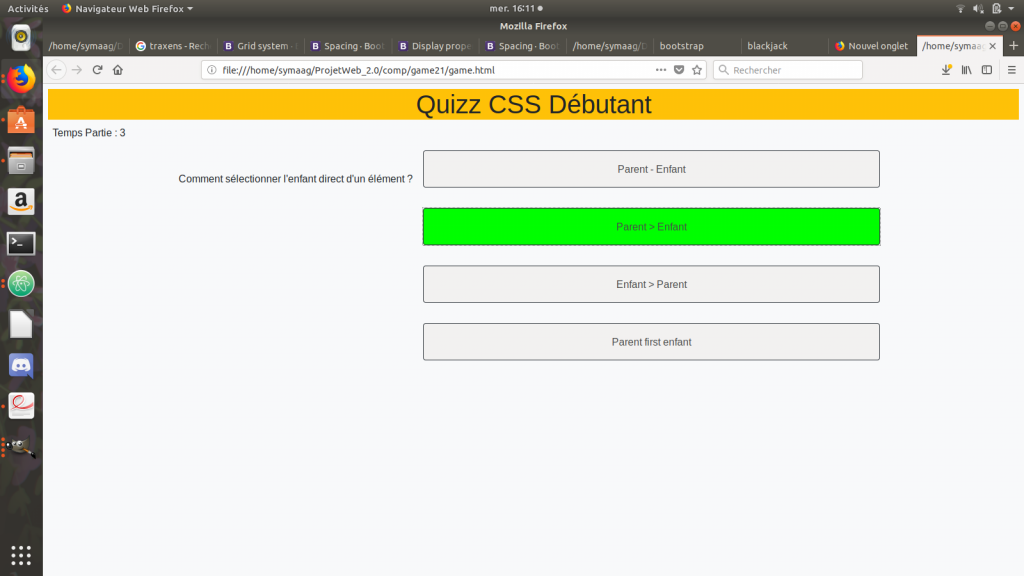 Activités Navigateur Web Firefox mer. 16:11
Mozilla Firefox
/home/symaag/D traxens - Rech Grid system · Spacing · Boot Display prope Spacing · Boot /home/symaag/D bootstrap blackjack Nouvel onglet /home/symaag
file:///home/symaag/ProjetWeb_2.0/comp/game21/game.html Rechercher
Quizz CSS Débutant
Temps Partie : 3
Comment sélectionner l'enfant direct d'un élément ?
Parent - Enfant
Parent > Enfant
Enfant > Parent
Parent first enfant